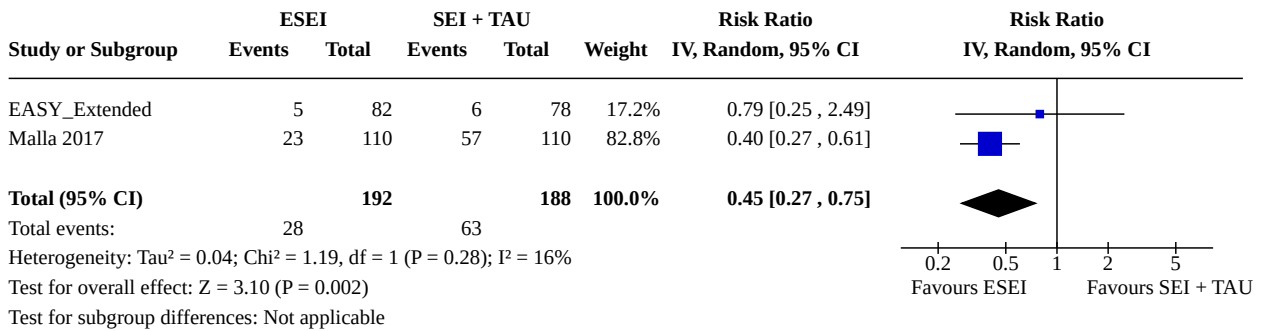 ESEI SEI + TAU Risk Ratio Risk Ratio
Study or Subgroup Events Total Events Total Weight IV, Random, 95% CI IV, Random, 95% CI
EASY_Extended 5 82 6 78 17.2% 0.79 [0.25 , 2.49]
Malla 2017 23 110 57 110 82.8% 0.40 [0.27 , 0.61]
Total (95% CI) 192 188 100.0% 0.45 [0.27 , 0.75]
Total events: 28 63
Heterogeneity: Tau² = 0.04; Chi² = 1.19, df = 1 (P = 0.28); I² = 16%
0.2 0.5 1 2 5
Test for overall effect: Z = 3.10 (P = 0.002) Favours ESEI Favours SEI + TAU
Test for subgroup differences: Not applicable